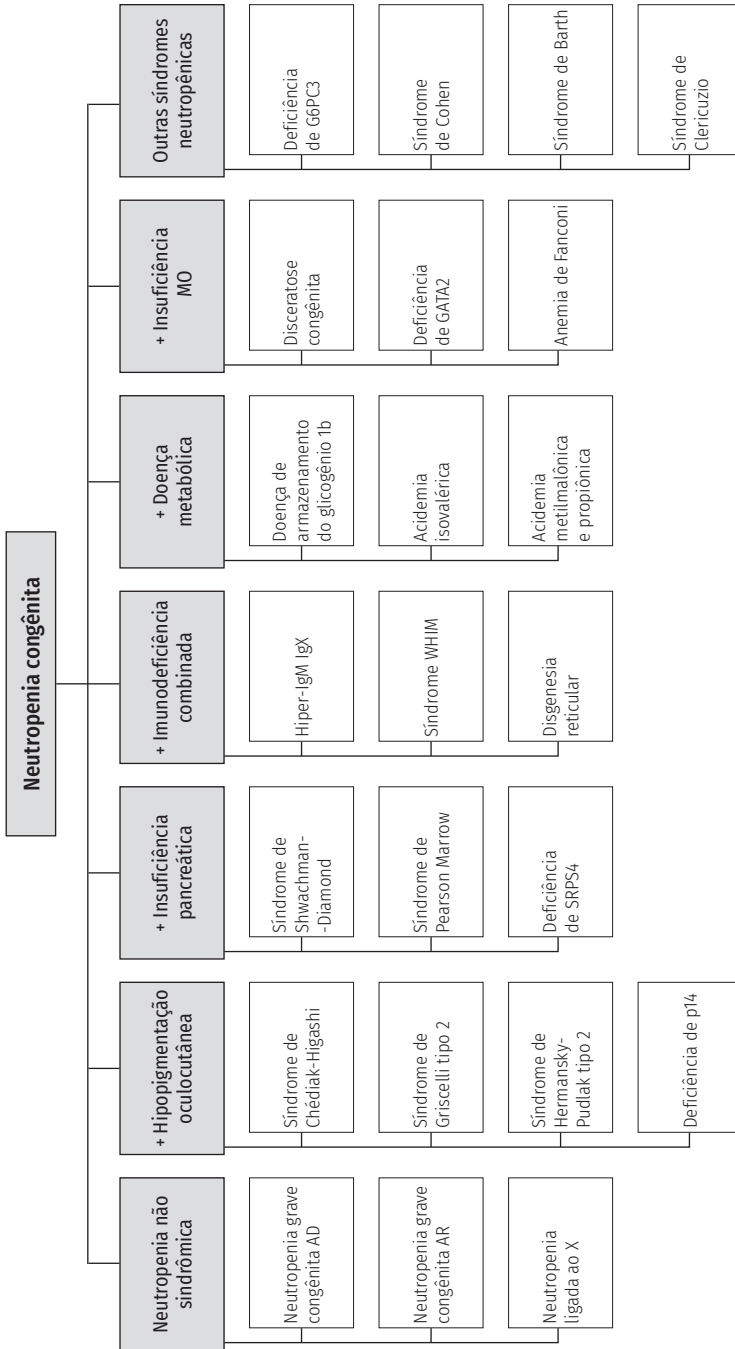 Neutropenia congênita
Neutropenia não
sindrômica
Neutropenia grave
congênita AD
Neutropenia grave
congênita AR
Neutropenia
ligada ao X
+ Hipopigmentação
oculocutânea
Síndrome de
Chédiak-Higashi
Síndrome de
Griscelli tipo 2
Síndrome de
Hermansky-
Pudlak tipo 2
Deficiência de p14
+ Insuficiência
pancreática
Síndrome de
Shwachman-
-Diamond
Síndrome de
Pearson Marrow
Deficiência
de SRPS4
+ Imunodeficiência
combinada
Hiper-IgM IgX
Síndrome WHIM
Disgenesia
reticular
+ Doença
metabólica
Doença de
armazenamento
do glicogênio 1b
Acidemia
isovalérica
Acidemia
metilmalônica
e propiônica
+ Insuficiência
MO
Disceratose
congênita
Deficiência
de GATA2
Anemia de Fanconi
Outras síndromes
neutropênicas
Deficiência
de G6PC3
Síndrome
de Cohen
Síndrome de Barth
Síndrome de
Clericuzio